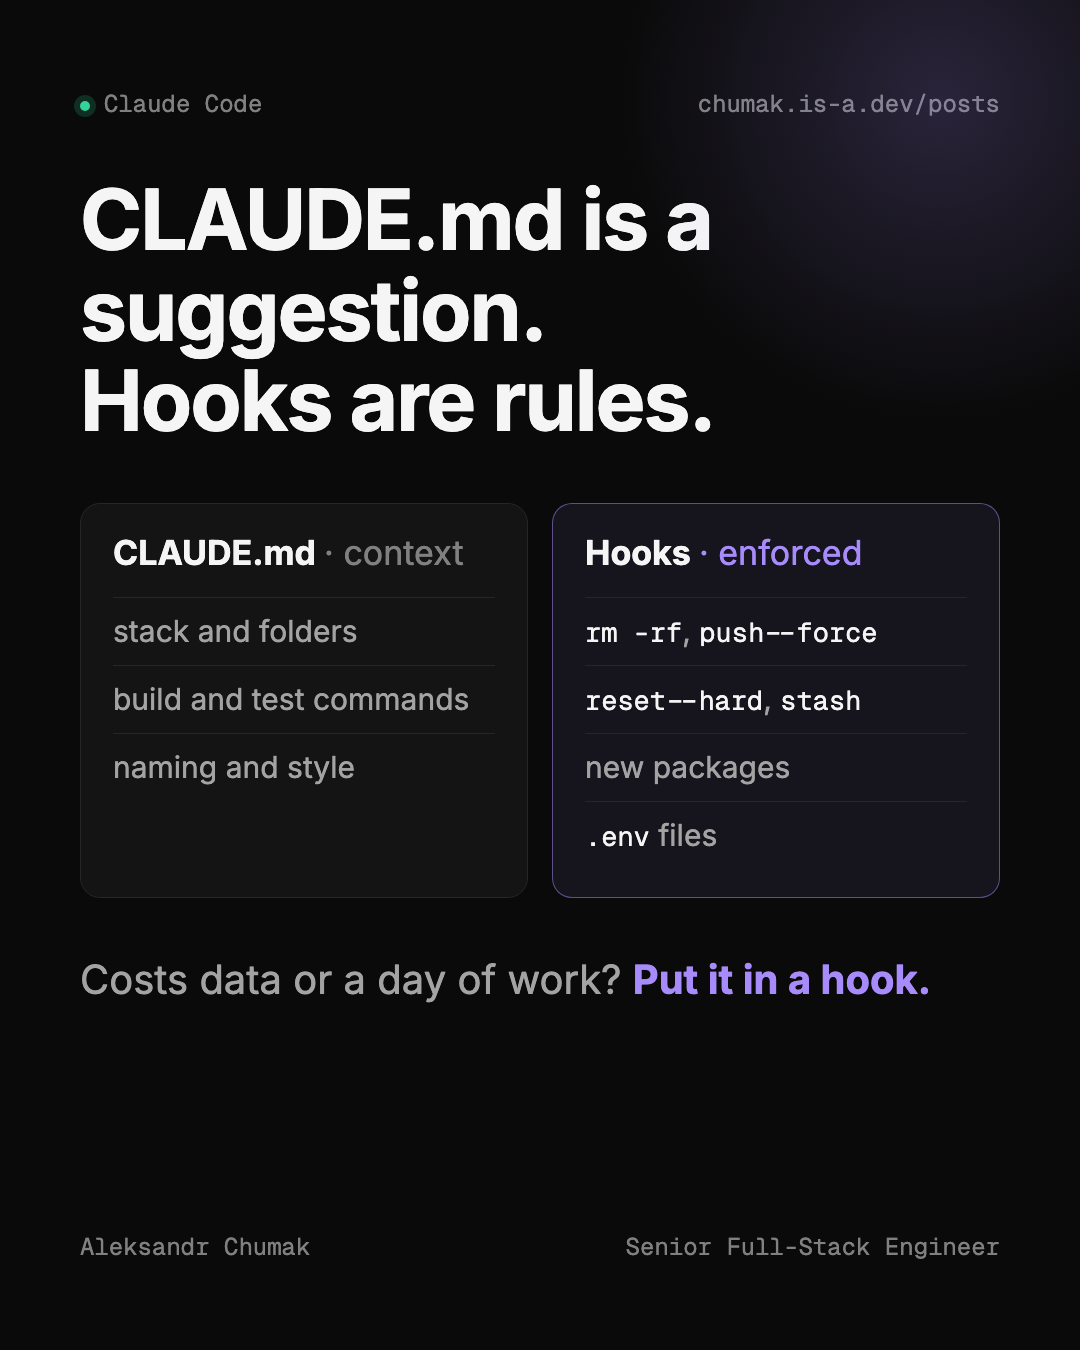 Claude Code
chumak.is-a.dev/posts
CLAUDE.md is a
suggestion.
Hooks are rules.
CLAUDE.md · context
stack and folders
build and test commands
naming and style
Hooks · enforced
rm -rf, push--force
reset--hard, stash
new packages
.env files
Costs data or a day of work? Put it in a hook.
Aleksandr Chumak
Senior Full-Stack Engineer